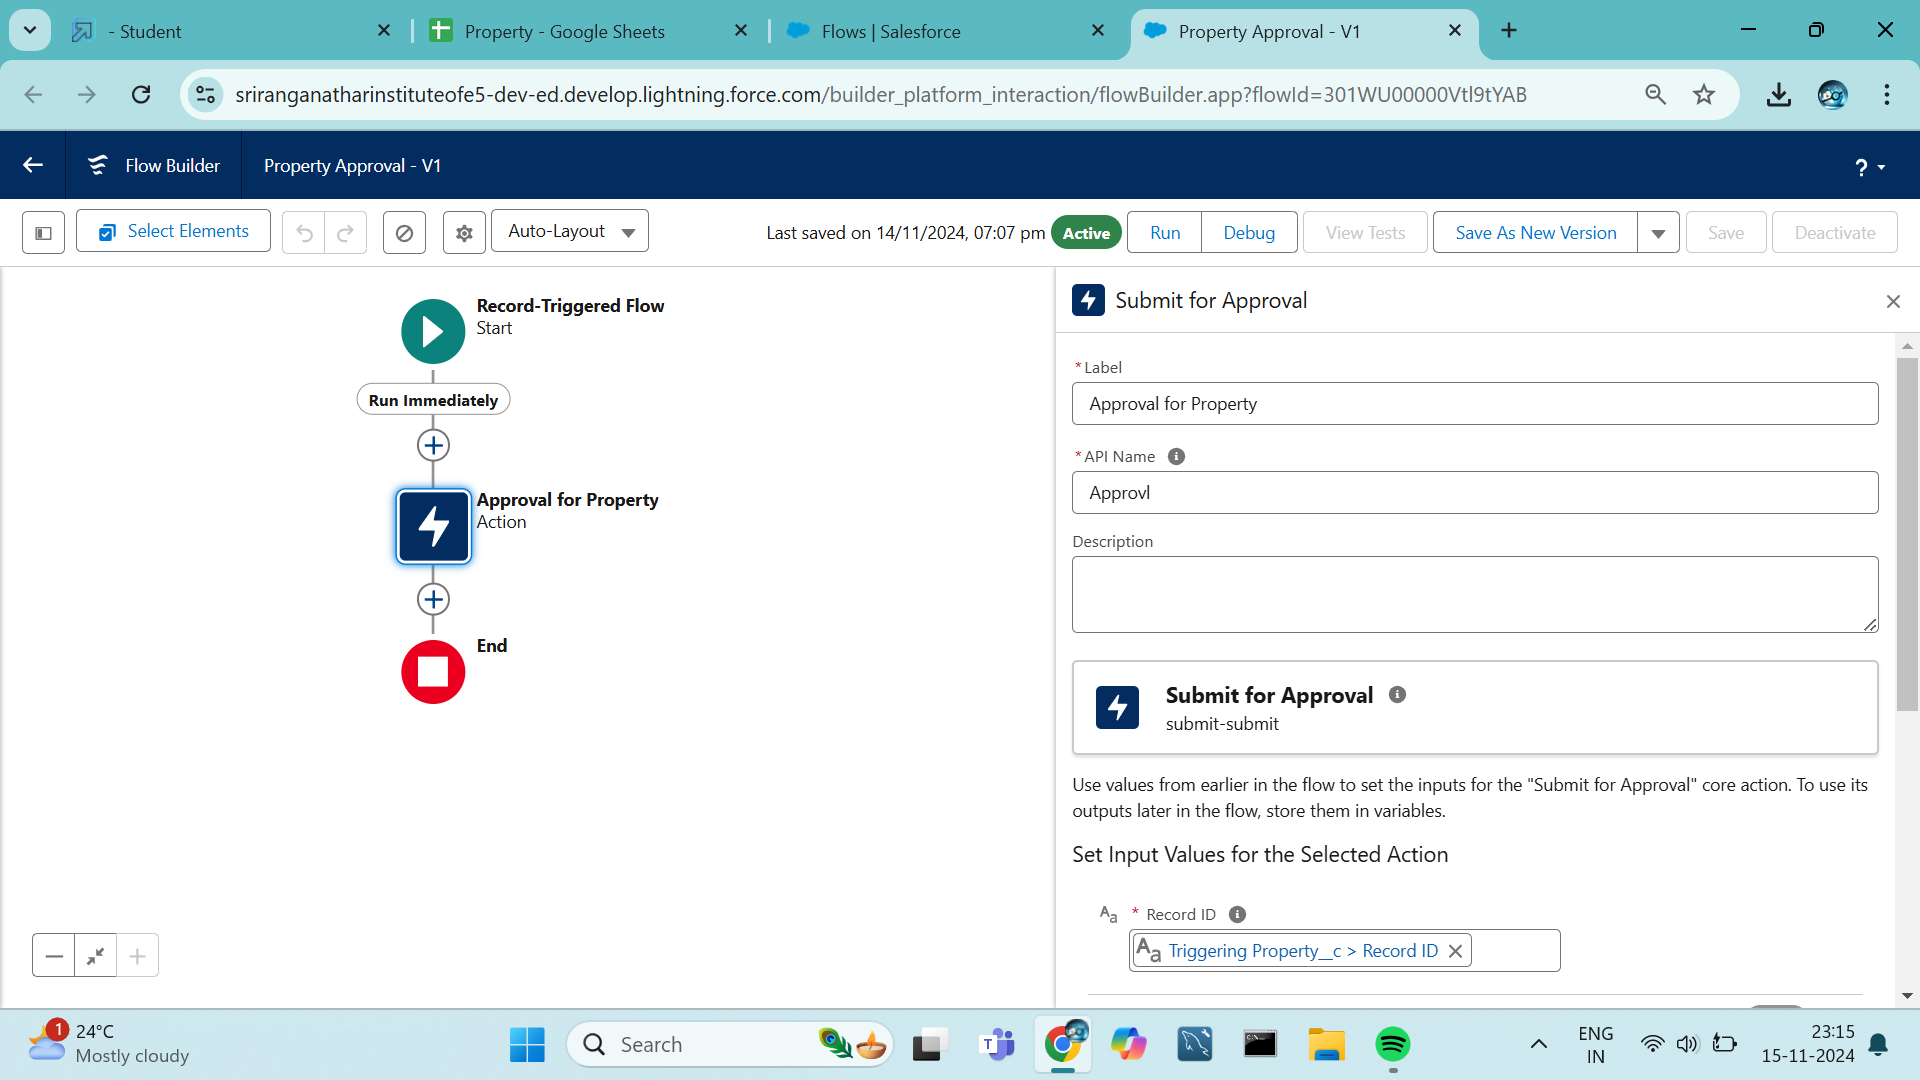 - Student
Property - Google Sheets
Flows | Salesforce
Property Approval - V1
sriranganatharinstituteofe5-dev-ed.develop.lightning.force.com/builder_platform_interaction/flowBuilder.app?flowId=301WU00000Vtl9tYAB
Flow Builder
Property Approval - V1
?
Select Elements
Auto-Layout
Last saved on 14/11/2024, 07:07 pm
Active
Run
Debug
View Tests
Save As New Version
Save
Deactivate
Record-Triggered Flow
Start
Run Immediately
Approval for Property
Action
End
Submit for Approval
* Label
Approval for Property
* API Name
Approvl
Description
Submit for Approval
submit-submit
Use values from earlier in the flow to set the inputs for the "Submit for Approval" core action. To use its
outputs later in the flow, store them in variables.
Set Input Values for the Selected Action
Aa * Record ID
Aa Triggering Property__c > Record ID
1
24°C
Mostly cloudy
Search
ENG
IN
23:15
15-11-2024